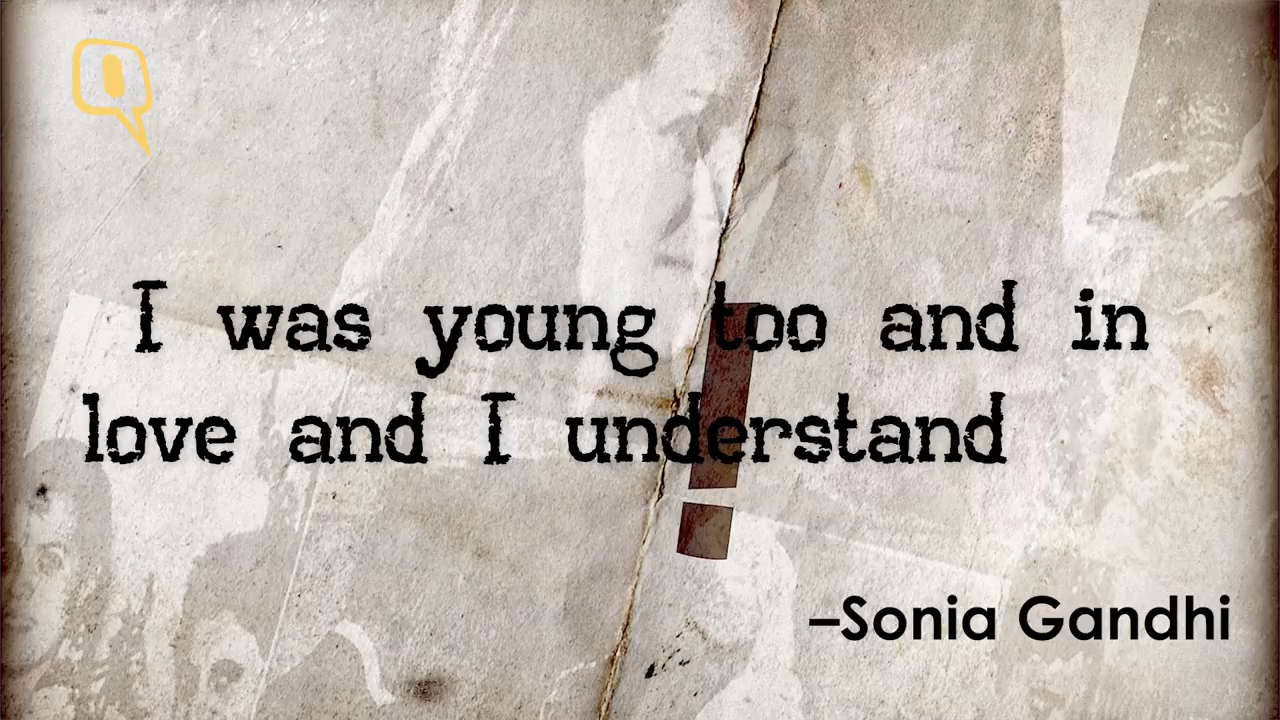 I was young too and in
love and I understand
–Sonia Gandhi